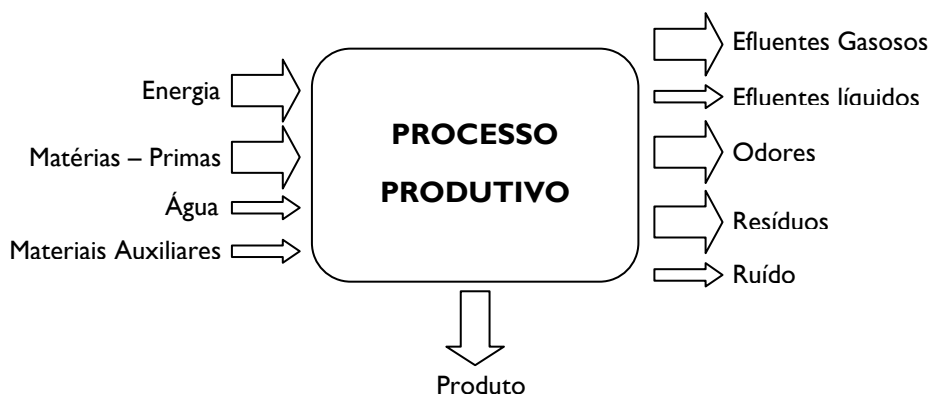 Energia
Matérias – Primas
Água
Materiais Auxiliares
PROCESSO
PRODUTIVO
Efluentes Gasosos
Efluentes líquidos
Odores
Resíduos
Ruído
Produto